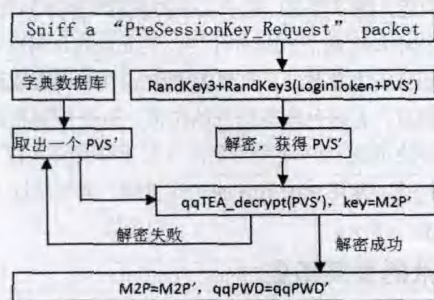 Sniff a “PreSessionKey_Request” packet
字典数据库
RandKey3+RandKey3(LoginToken+PVS’)
取出一个 PVS’
解密，获得 PVS’
qqTEA_decrypt(PVS’)，key=M2P’
解密失败
解密成功
M2P=M2P’，qqPWD=qqPWD’